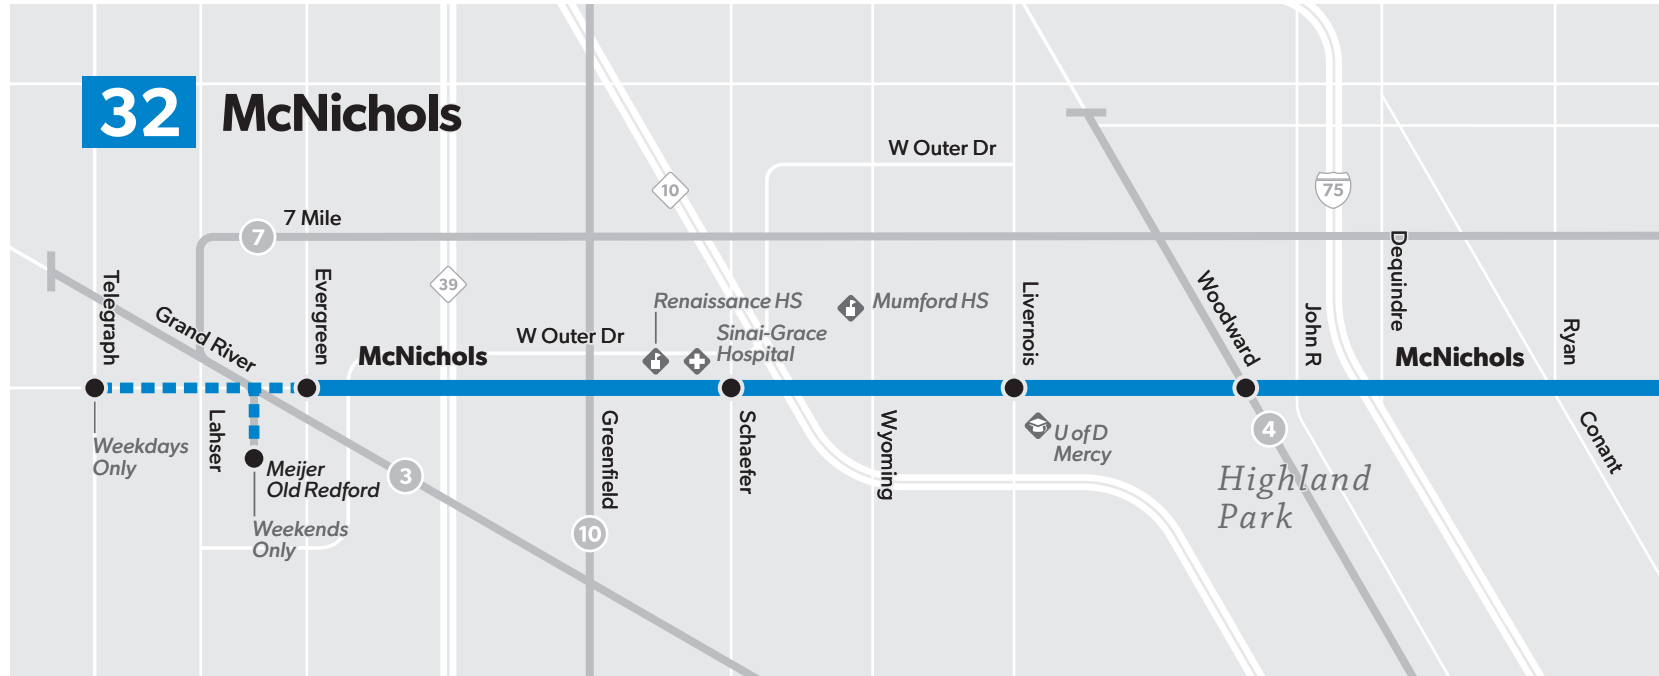 32 McNichols
W Outer Dr
10
75
7 Mile
7
Telegraph
Grand River
Evergreen
39
Renaissance HS
Mumford HS
Sinai-Grace
Hospital
W Outer Dr
McNichols
Livernois
Woodward
John R
Dequindre
McNichols
Ryan
Weekdays
Only
Lahser
Meijer
Old Redford
3
Weekends
Only
Greenfield
10
Schaefer
Wyoming
U of D
Mercy
4
Highland
Park
Conant